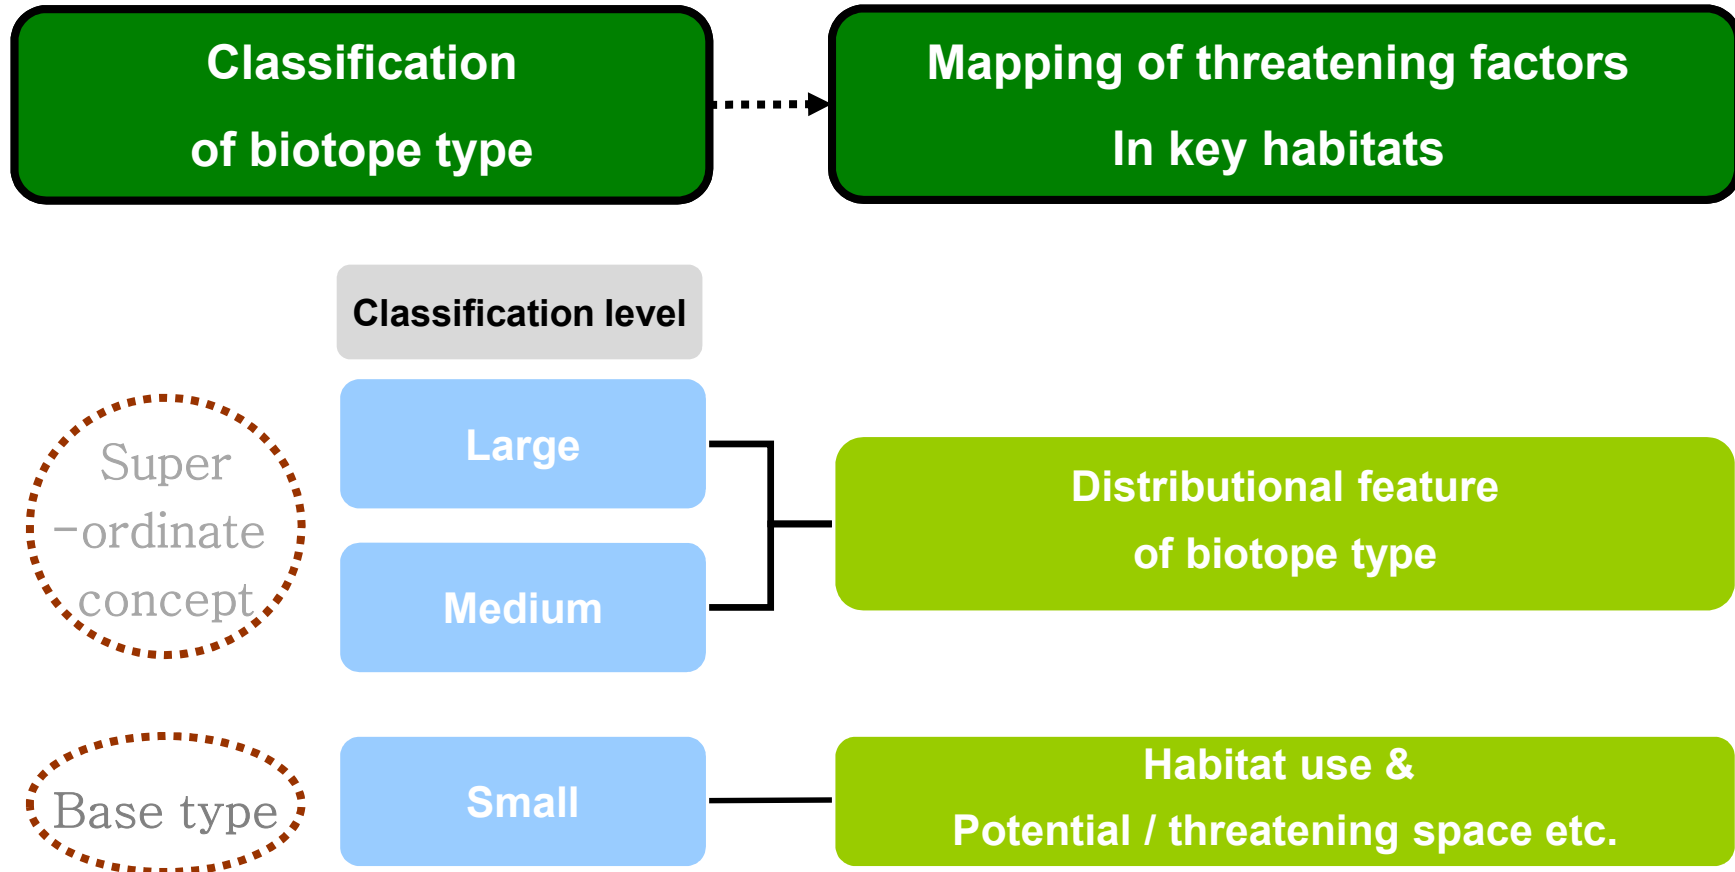 Classification
of biotope type
Mapping of threatening factors
In key habitats
Classification level
Super
-ordinate
concept
Large
Medium
Distributional feature
of biotope type
Base type
Small
Habitat use &
Potential / threatening space etc.